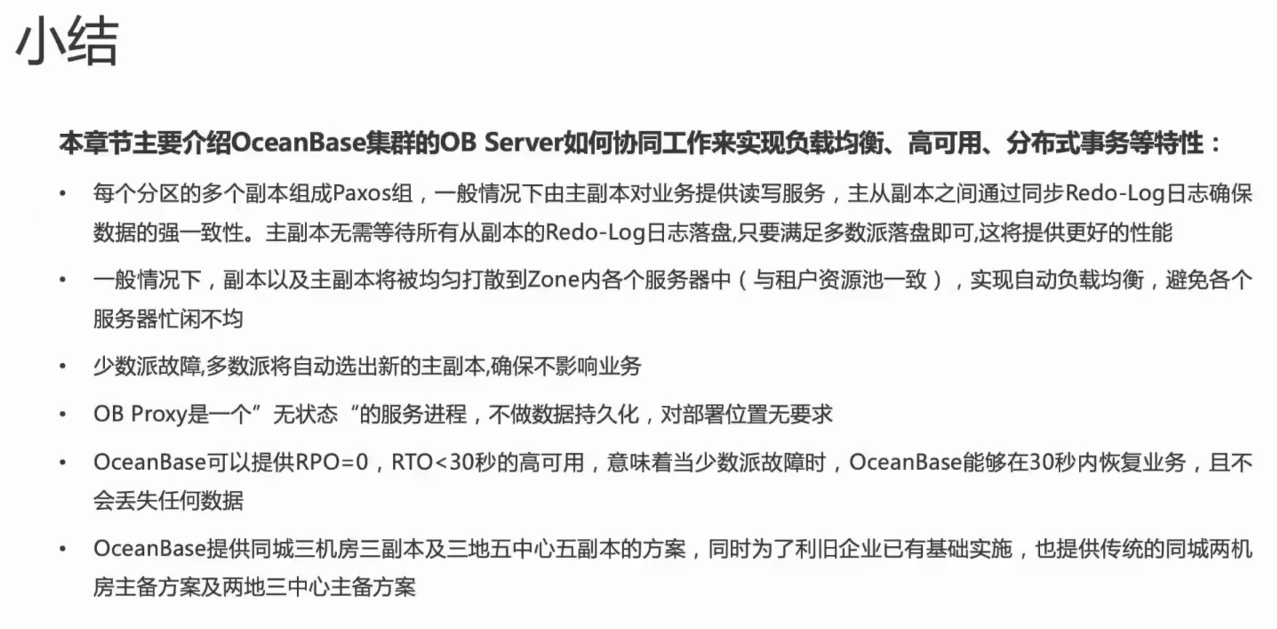 小结
本章节主要介绍OceanBase集群的OB Server如何协同工作来实现负载均衡、高可用、分布式事务等特性：
• 每个分区的多个副本组成Paxos组，一般情况下由主副本对业务提供读写服务，主从副本之间通过同步Redo-Log日志确保
数据的强一致性。主副本无需等待所有从副本的Redo-Log日志落盘,只要满足多数派落盘即可,这将提供更好的性能
• 一般情况下，副本以及主副本将被均匀打散到Zone内各个服务器中（与租户资源池一致），实现自动负载均衡，避免各个
服务器忙闲不均
• 少数派故障,多数派将自动选出新的主副本,确保不影响业务
• OB Proxy是一个”无状态“的服务进程，不做数据持久化，对部署位置无要求
• OceanBase可以提供RPO=0，RTO<30秒的高可用，意味着当少数派故障时，OceanBase能够在30秒内恢复业务，且不
会丢失任何数据
• OceanBase提供同城三机房三副本及三地五中心五副本的方案，同时为了利旧企业已有基础实施，也提供传统的同城两机
房主备方案及两地三中心主备方案